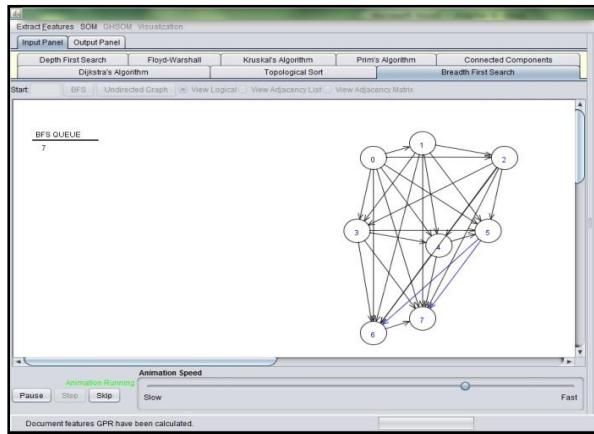 Extract Features SOM GHSOM Visualization
Input Panel Output Panel
Depth First Search Floyd-Warshall Kruskal's Algorithm Prim's Algorithm Connected Components
Dijkstra's Algorithm Topological Sort Breadth First Search
Start: BFS Undirected Graph View Logical View Adjacency List View Adjacency Matrix
BFS QUEUE
7
1
0 2
3 5
4
7
6
Animation Speed
Animation Running
Pause Step Skip Slow Fast
Document features GPR have been calculated.